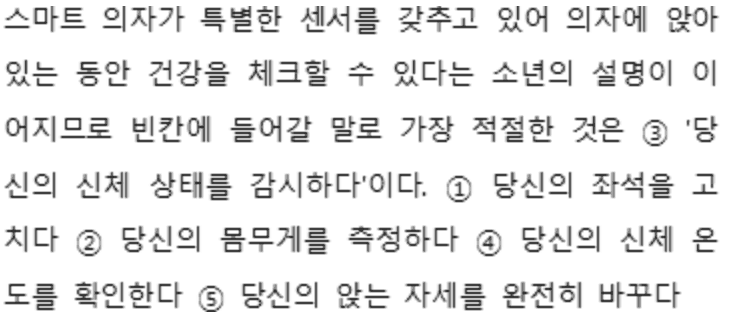 스마트 의자가 특별한 센서를 갖추고 있어 의자에 앉아
있는 동안 건강을 체크할 수 있다는 소년의 설명이 이
어지므로 빈칸에 들어갈 말로 가장 적절한 것은 ③ '당
신의 신체 상태를 감시하다'이다. ① 당신의 좌석을 고
치다 ② 당신의 몸무게를 측정하다 ④ 당신의 신체 온
도를 확인한다 ⑤ 당신의 앉는 자세를 완전히 바꾸다